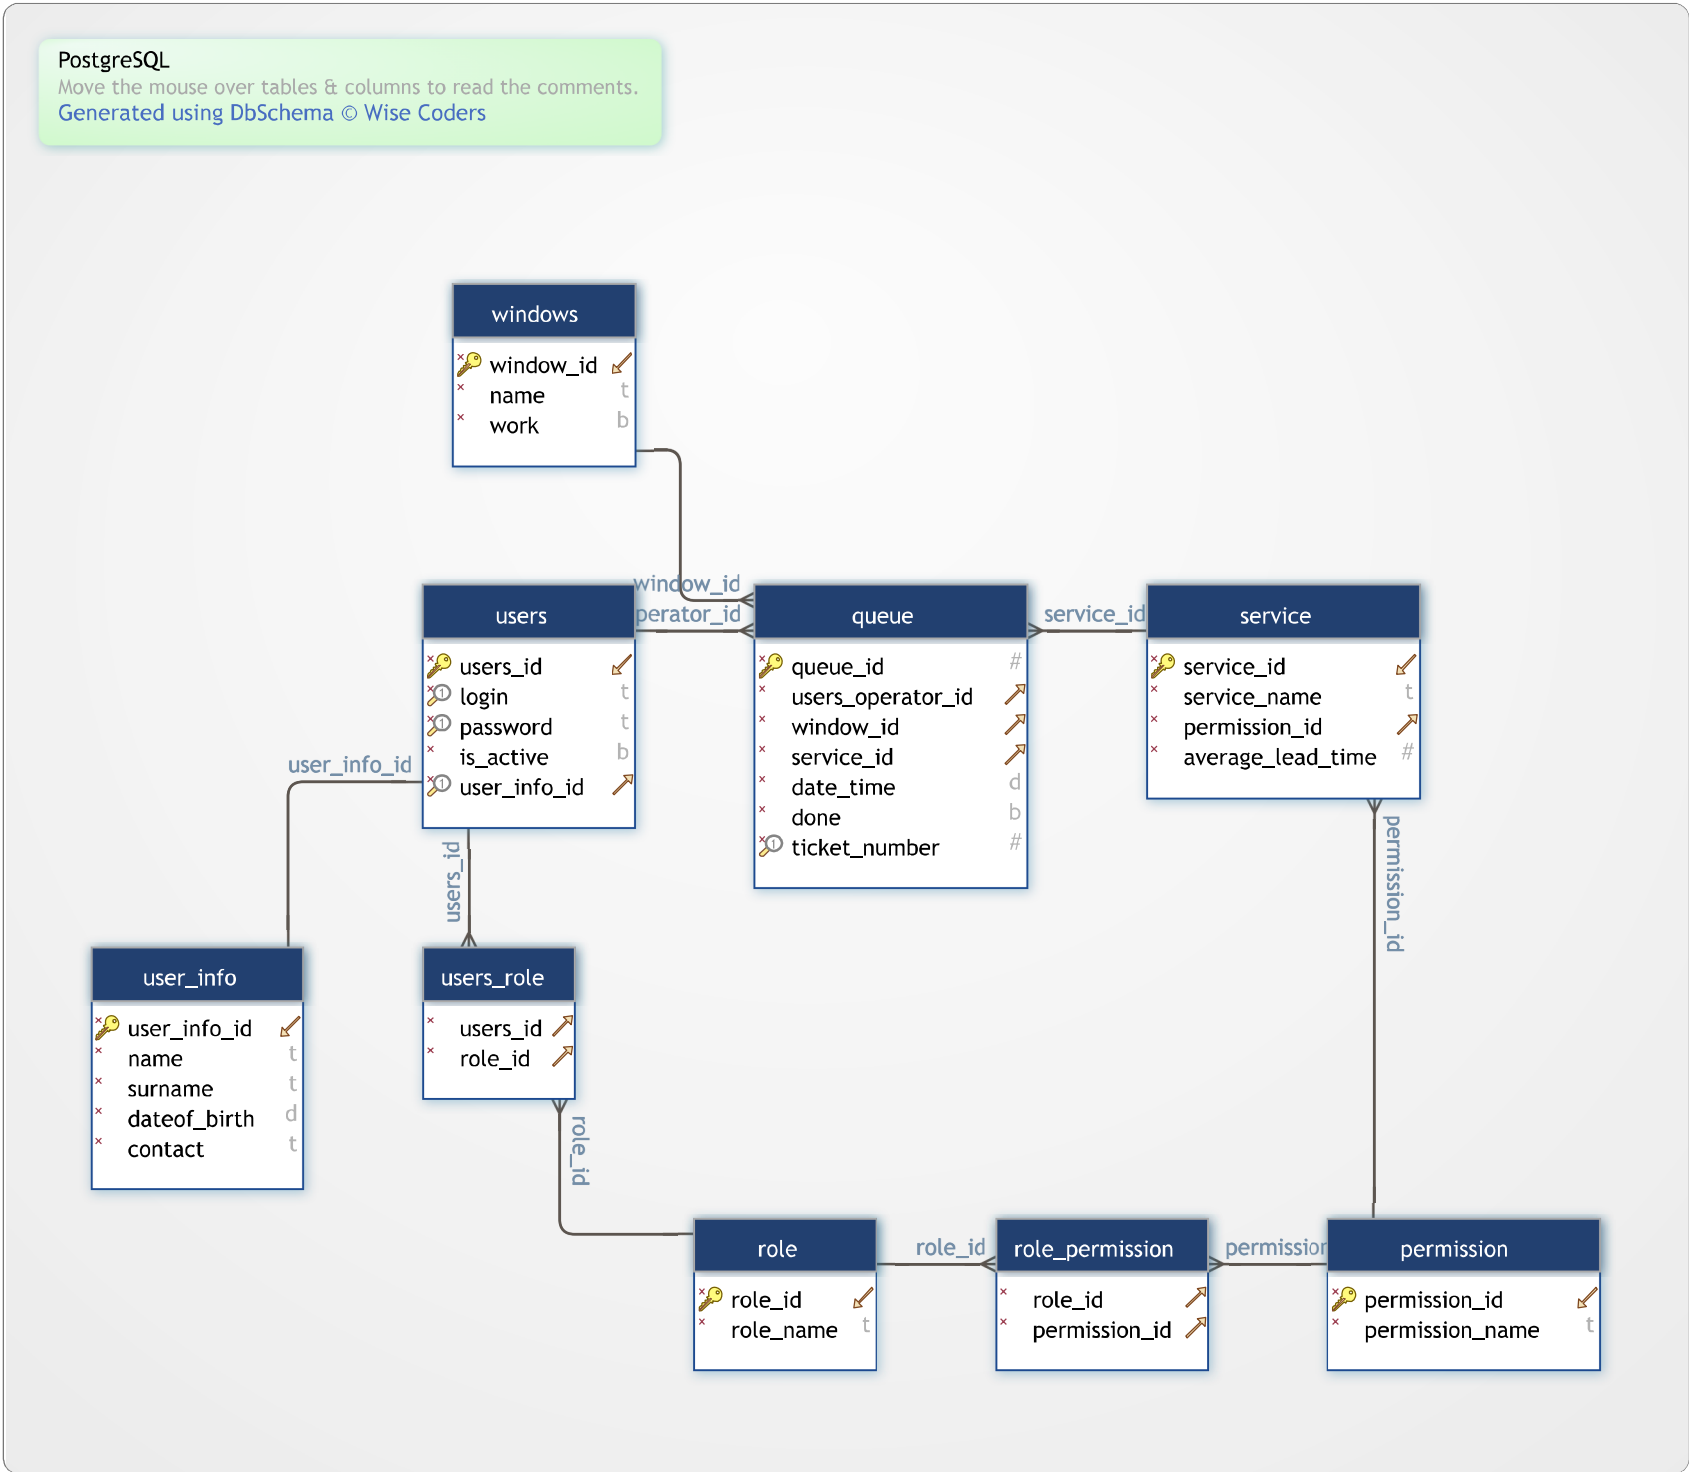 PostgreSQL
Move the mouse over tables & columns to read the comments.
Generated using DbSchema © Wise Coders
windows
window_id
name t
work b
window_id
perator_id
service_id
users
users_id
login t
password t
is_active b
user_info_id
queue
queue_id #
users_operator_id
window_id
service_id
date_time d
done b
ticket_number #
service
service_id
service_name t
permission_id
average_lead_time #
user_info_id
users_id
permission_id
user_info
user_info_id
name t
surname t
dateof_birth d
contact t
users_role
users_id
role_id
role_id
role
role_id
role_name t
role_id
role_permission
role_id
permission_id
permission
permission
permission_id
permission_name t